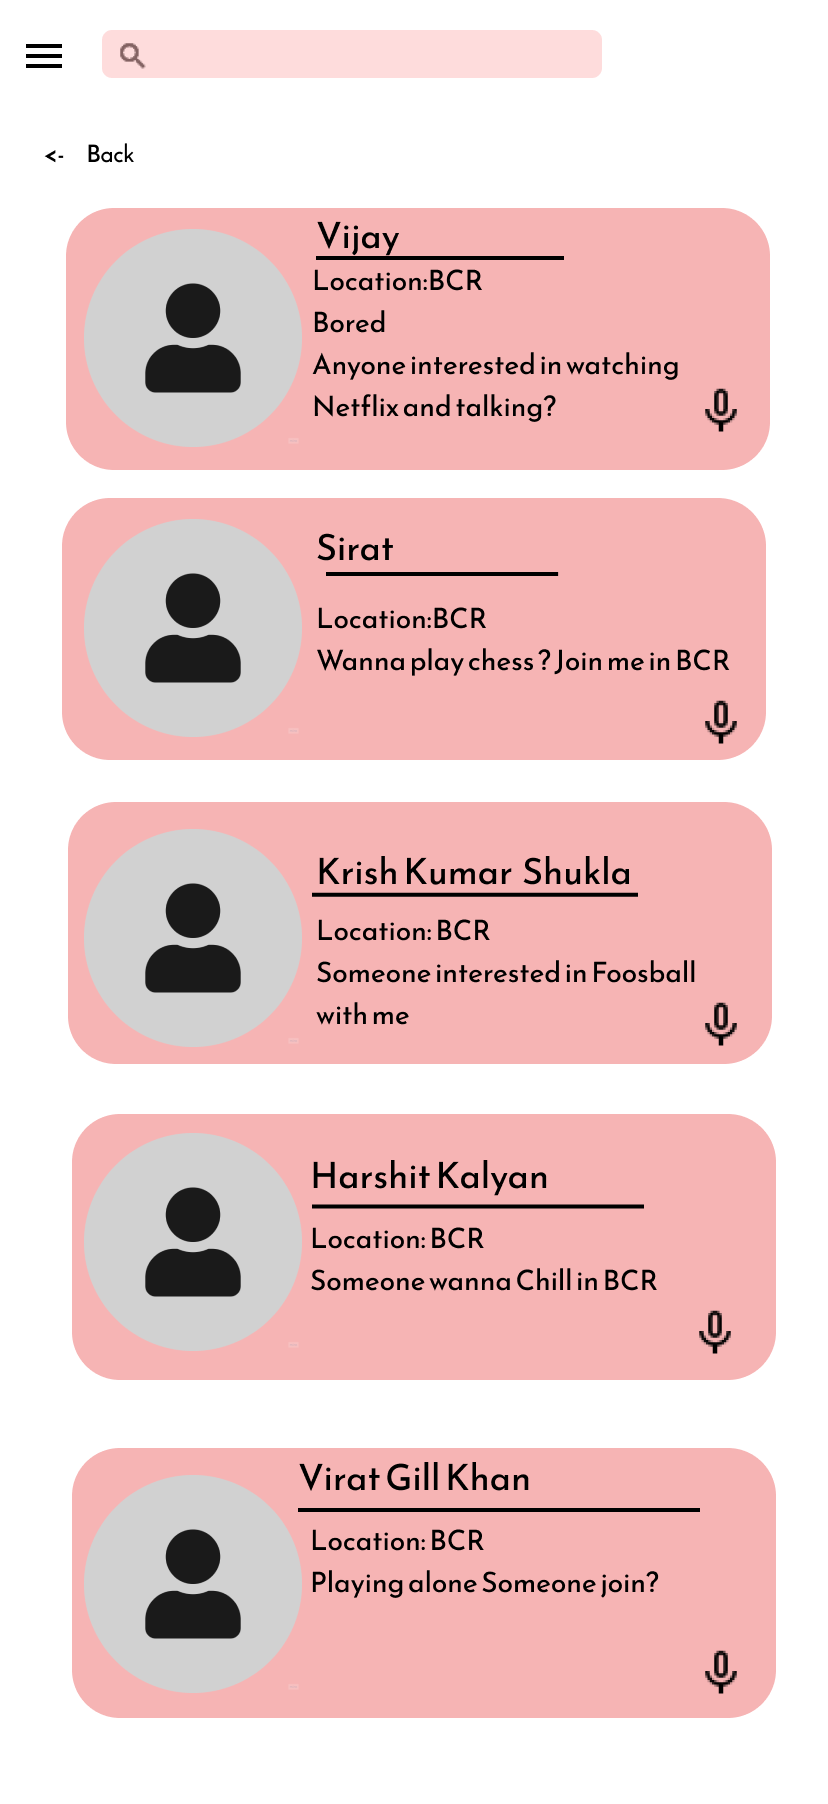 <- Back
Vijay
Location:BCR
Bored
Anyone interested in watching
Netflix and talking?
Sirat
Location:BCR
Wanna play chess ? Join me in BCR
Krish Kumar Shukla
Location: BCR
Someone interested in Foosball
with me
Harshit Kalyan
Location: BCR
Someone wanna Chill in BCR
Virat Gill Khan
Location: BCR
Playing alone Someone join?